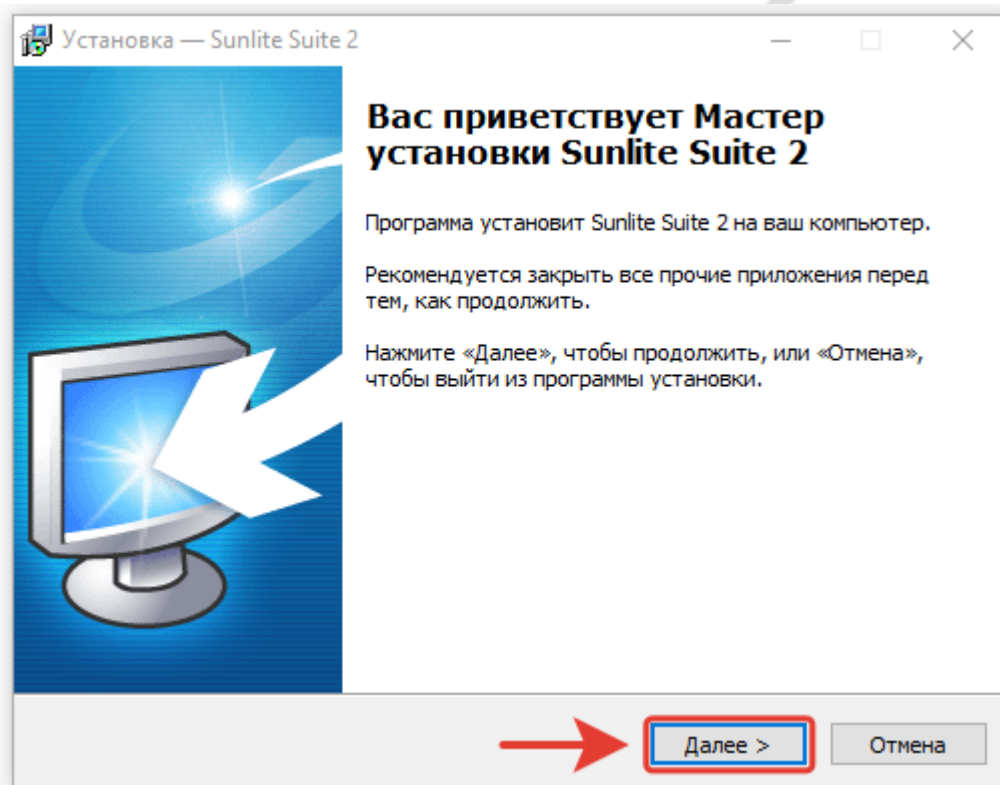 Установка — Sunlite Suite 2
Вас приветствует Мастер
установки Sunlite Suite 2
Программа установит Sunlite Suite 2 на ваш компьютер.
Рекомендуется закрыть все прочие приложения перед
тем, как продолжить.
Нажмите «Далее», чтобы продолжить, или «Отмена»,
чтобы выйти из программы установки.
Далее >
Отмена